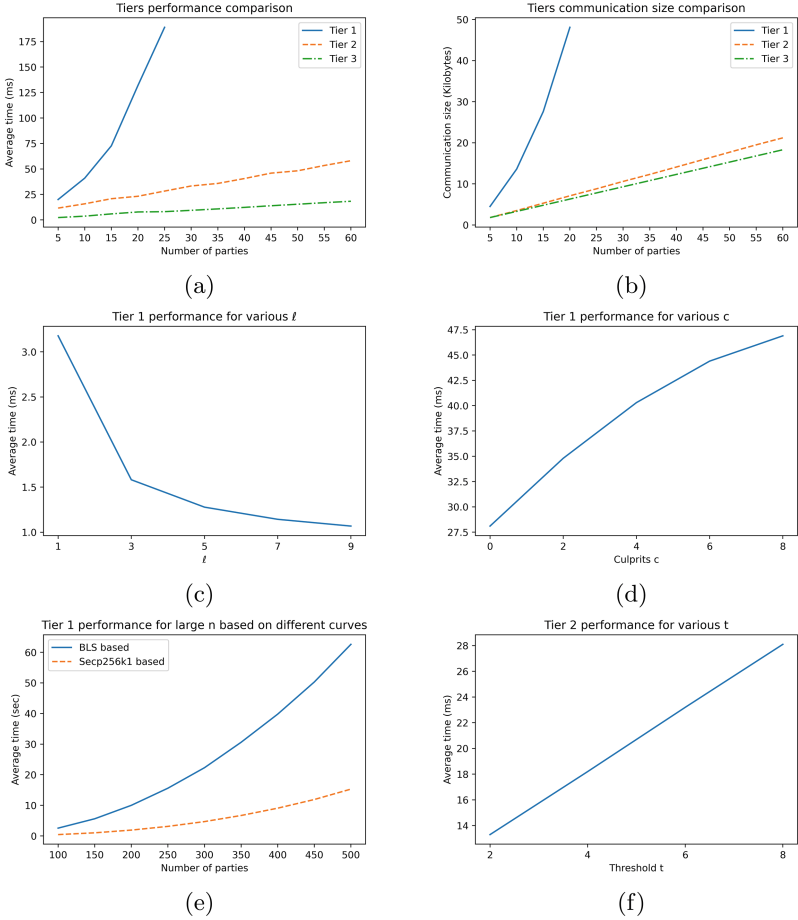 Tiers performance comparison
175
150
125
100
75
50
25
0
Average time (ms)
Tier 1
Tier 2
Tier 3
5 10 15 20 25 30 35 40 45 50 55 60
Number of parties
(a)
Tiers communication size comparison
50
40
30
20
10
0
Communication size (Kilobytes)
Tier 1
Tier 2
Tier 3
5 10 15 20 25 30 35 40 45 50 55 60
Number of parties
(b)
Tier 1 performance for various ℓ
3.0
2.5
2.0
1.5
1.0
Average time (ms)
1 3 5 7 9
ℓ
(c)
Tier 1 performance for various c
47.5
45.0
42.5
40.0
37.5
35.0
32.5
30.0
27.5
Average time (ms)
0 2 4 6 8
Culprits c
(d)
Tier 1 performance for large n based on different curves
60
50
40
30
20
10
0
Average time (sec)
BLS based
Secp256k1 based
100 150 200 250 300 350 400 450 500
Number of parties
(e)
Tier 2 performance for various t
28
26
24
22
20
18
16
14
Average time (ms)
2 4 6 8
Threshold t
(f)